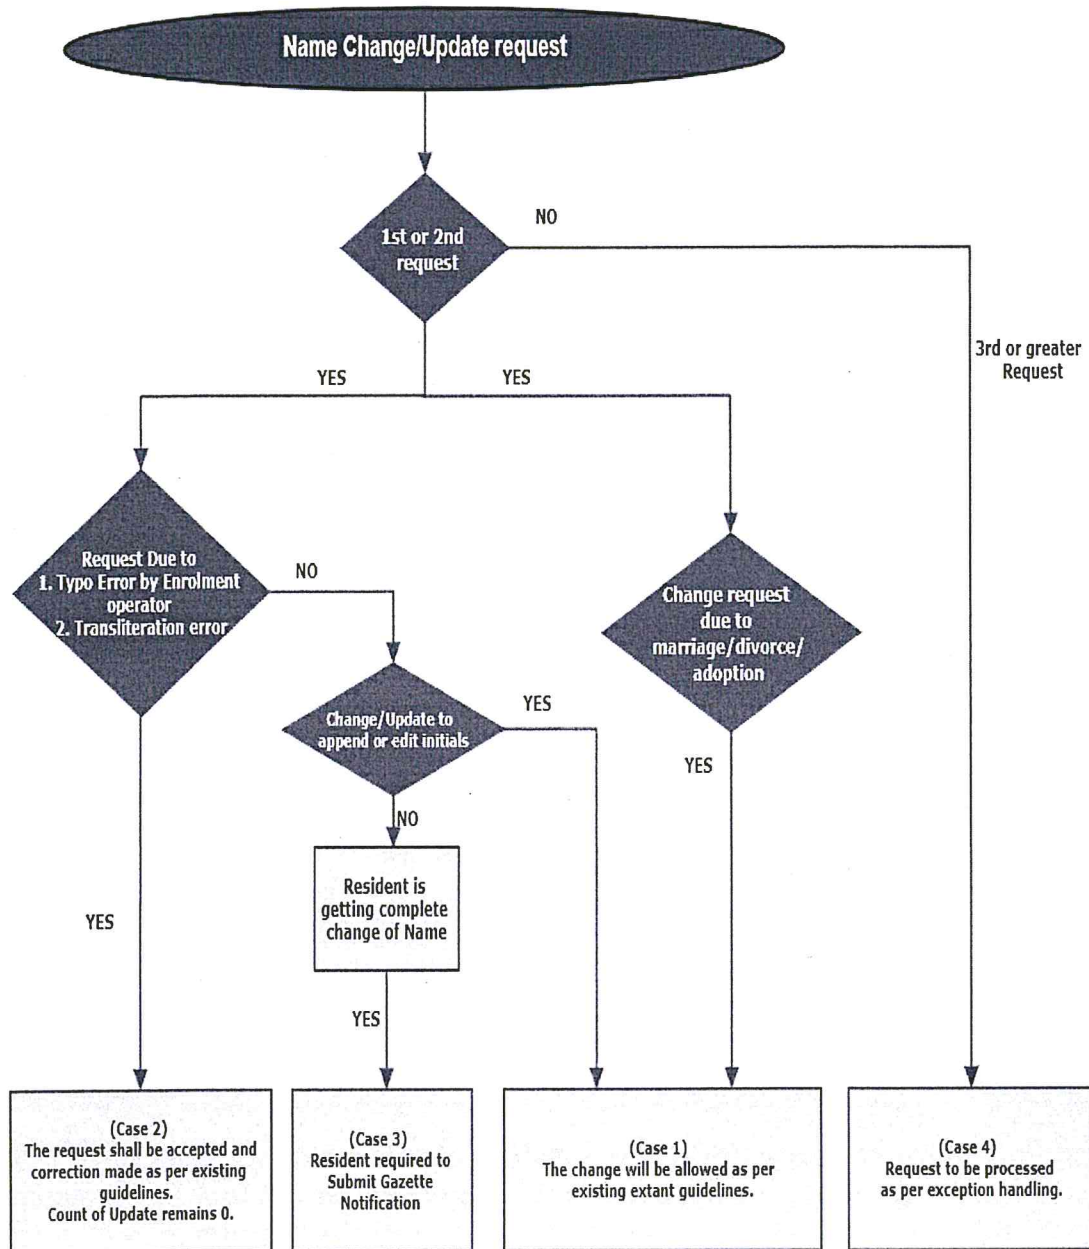 Name Change/Update request
1st or 2nd
request
NO
3rd or greater
Request
YES
YES
Request Due to
1. Typo Error by Enrolment
operator
2. Transliteration error
NO
Change request
due to
marriage/divorce/
adoption
Change/Update to
append or edit initials
YES
YES
NO
Resident is
getting complete
change of Name
YES
YES
(Case 2)
The request shall be accepted and
correction made as per existing
guidelines.
Count of Update remains 0.
(Case 3)
Resident required to
Submit Gazette
Notification
(Case 1)
The change will be allowed as per
existing extant guidelines.
(Case 4)
Request to be processed
as per exception handling.